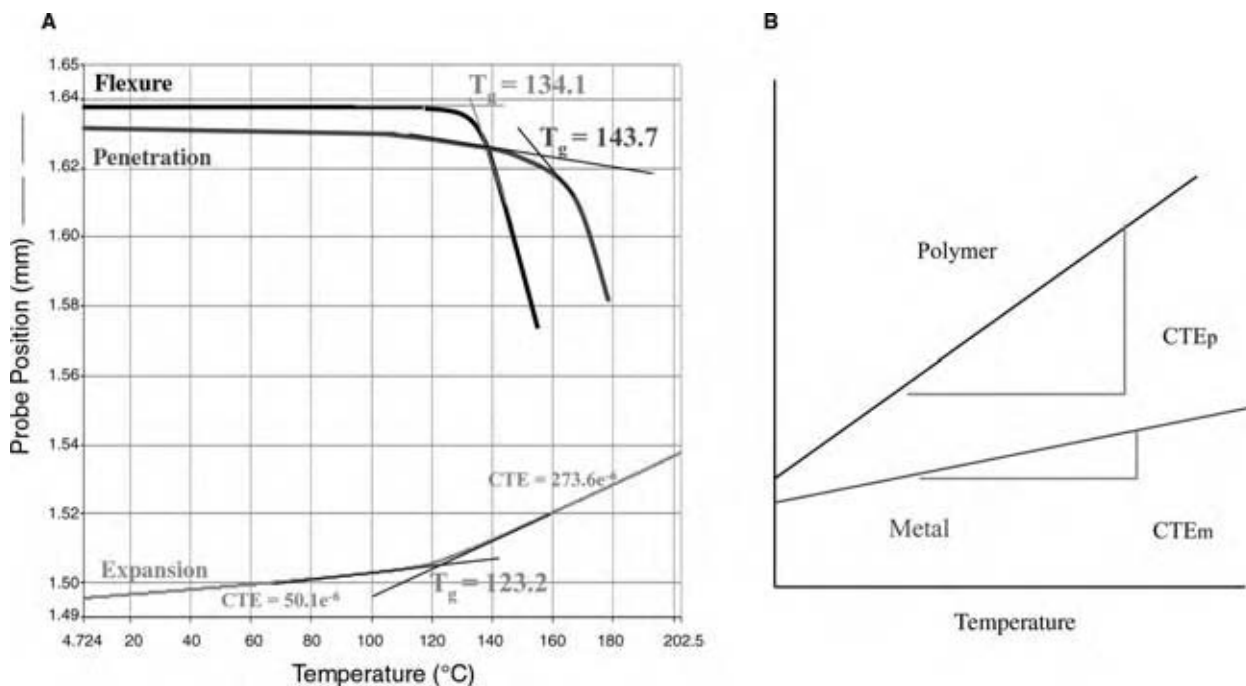 A
B
1.65
1.64
1.62
1.60
1.58
1.56
1.54
1.52
1.50
1.49
Probe Position (mm)
Flexure
Penetration
Tg = 134.1
Tg = 143.7
CTE = 273.6e-6
Expansion
CTE = 50.1e-6
Tg = 123.2
4.724 20 40 60 80 100 120 140 160 180 202.5
Temperature (°C)
Polymer
CTEp
Metal
CTEm
Temperature